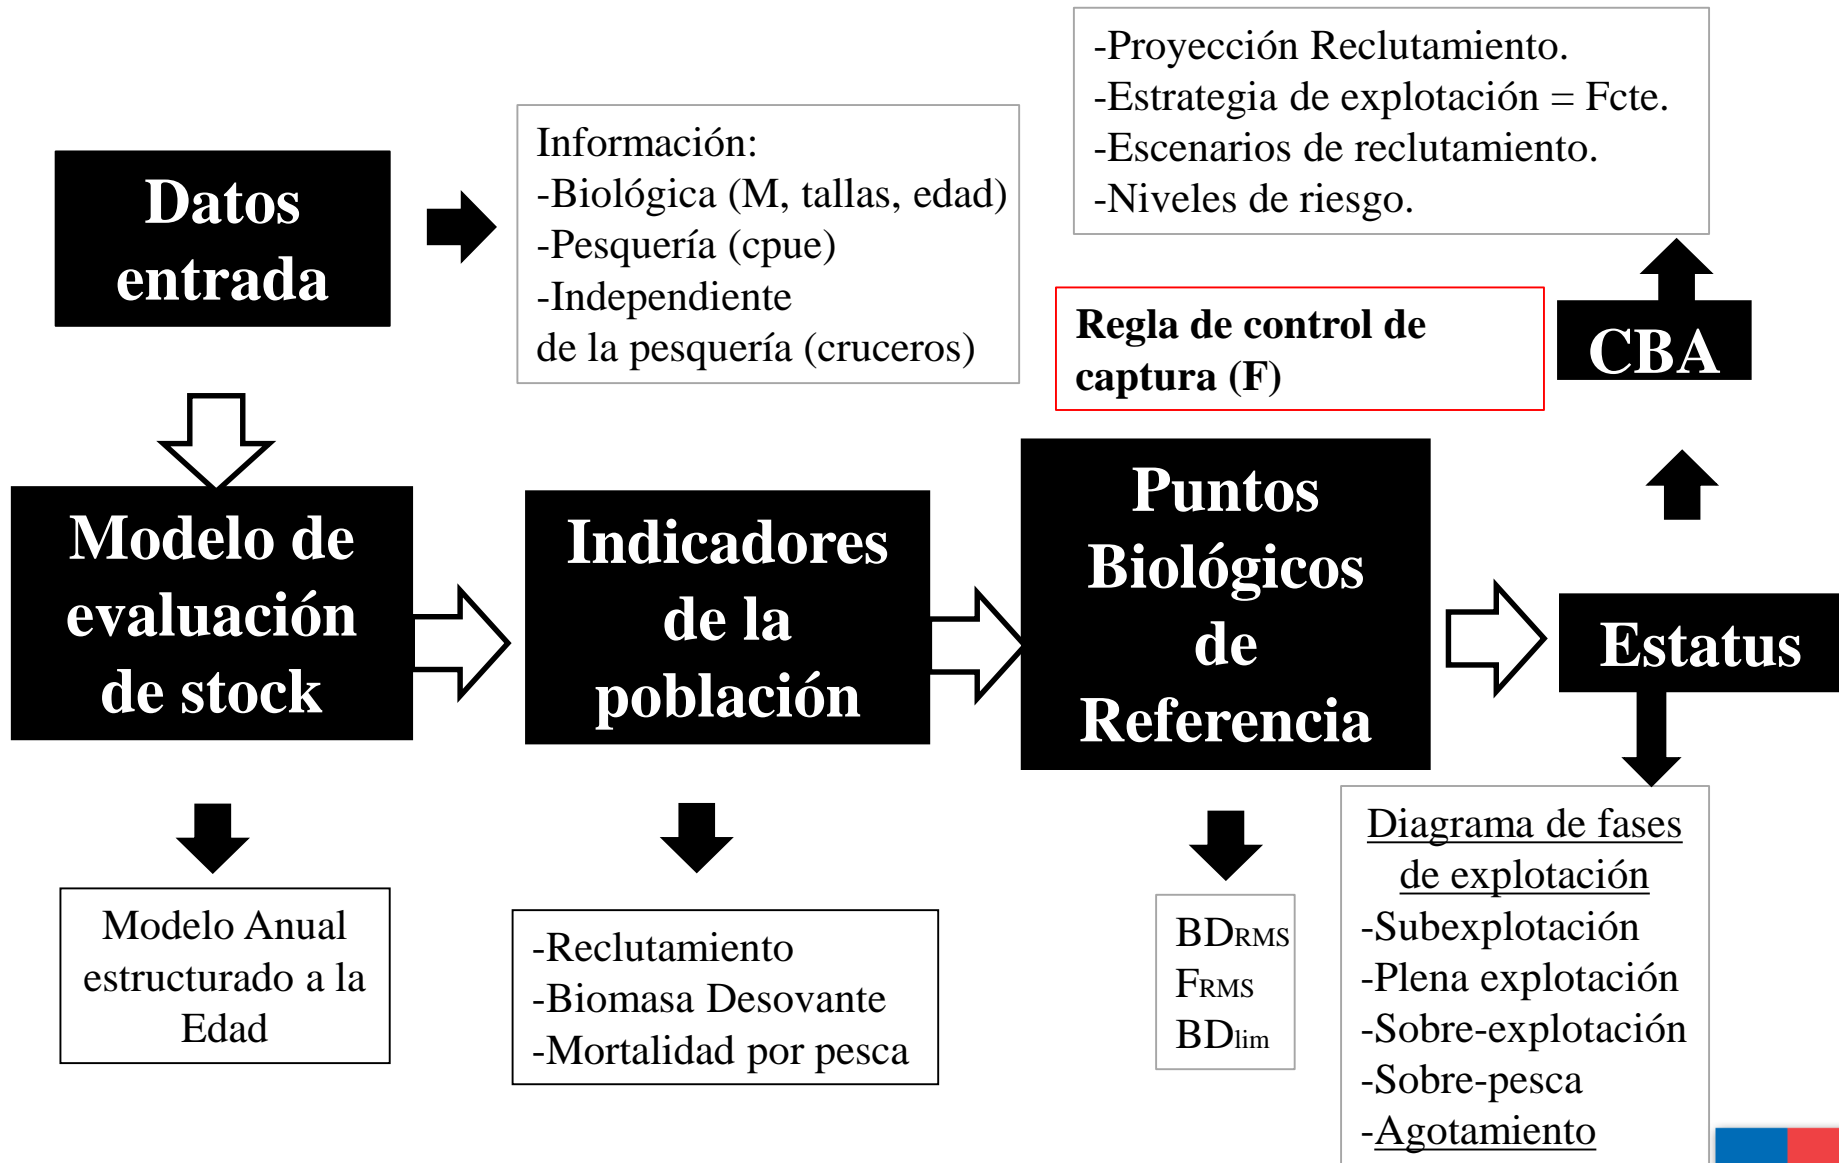 Datos
entrada
Información:
-Biológica (M, tallas, edad)
-Pesquería (cpue)
-Independiente
de la pesquería (cruceros)
-Proyección Reclutamiento.
-Estrategia de explotación = Fcte.
-Escenarios de reclutamiento.
-Niveles de riesgo.
Regla de control de
captura (F)
CBA
Modelo de
evaluación
de stock
Indicadores
de la
población
Puntos
Biológicos
de
Referencia
Estatus
Modelo Anual
estructurado a la
Edad
-Reclutamiento
-Biomasa Desovante
-Mortalidad por pesca
BDRMS
FRMS
BDlim
Diagrama de fases
de explotación
-Subexplotación
-Plena explotación
-Sobre-explotación
-Sobre-pesca
-Agotamiento